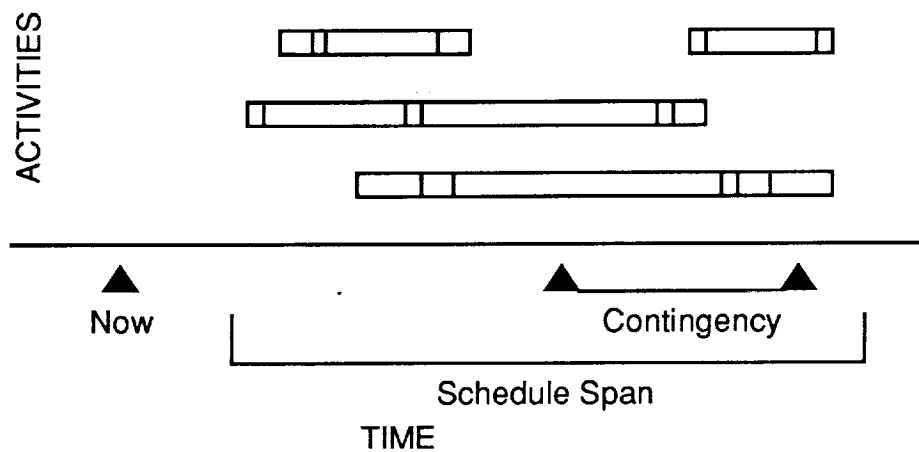 ACTIVITIES
Now
Contingency
Schedule Span
TIME